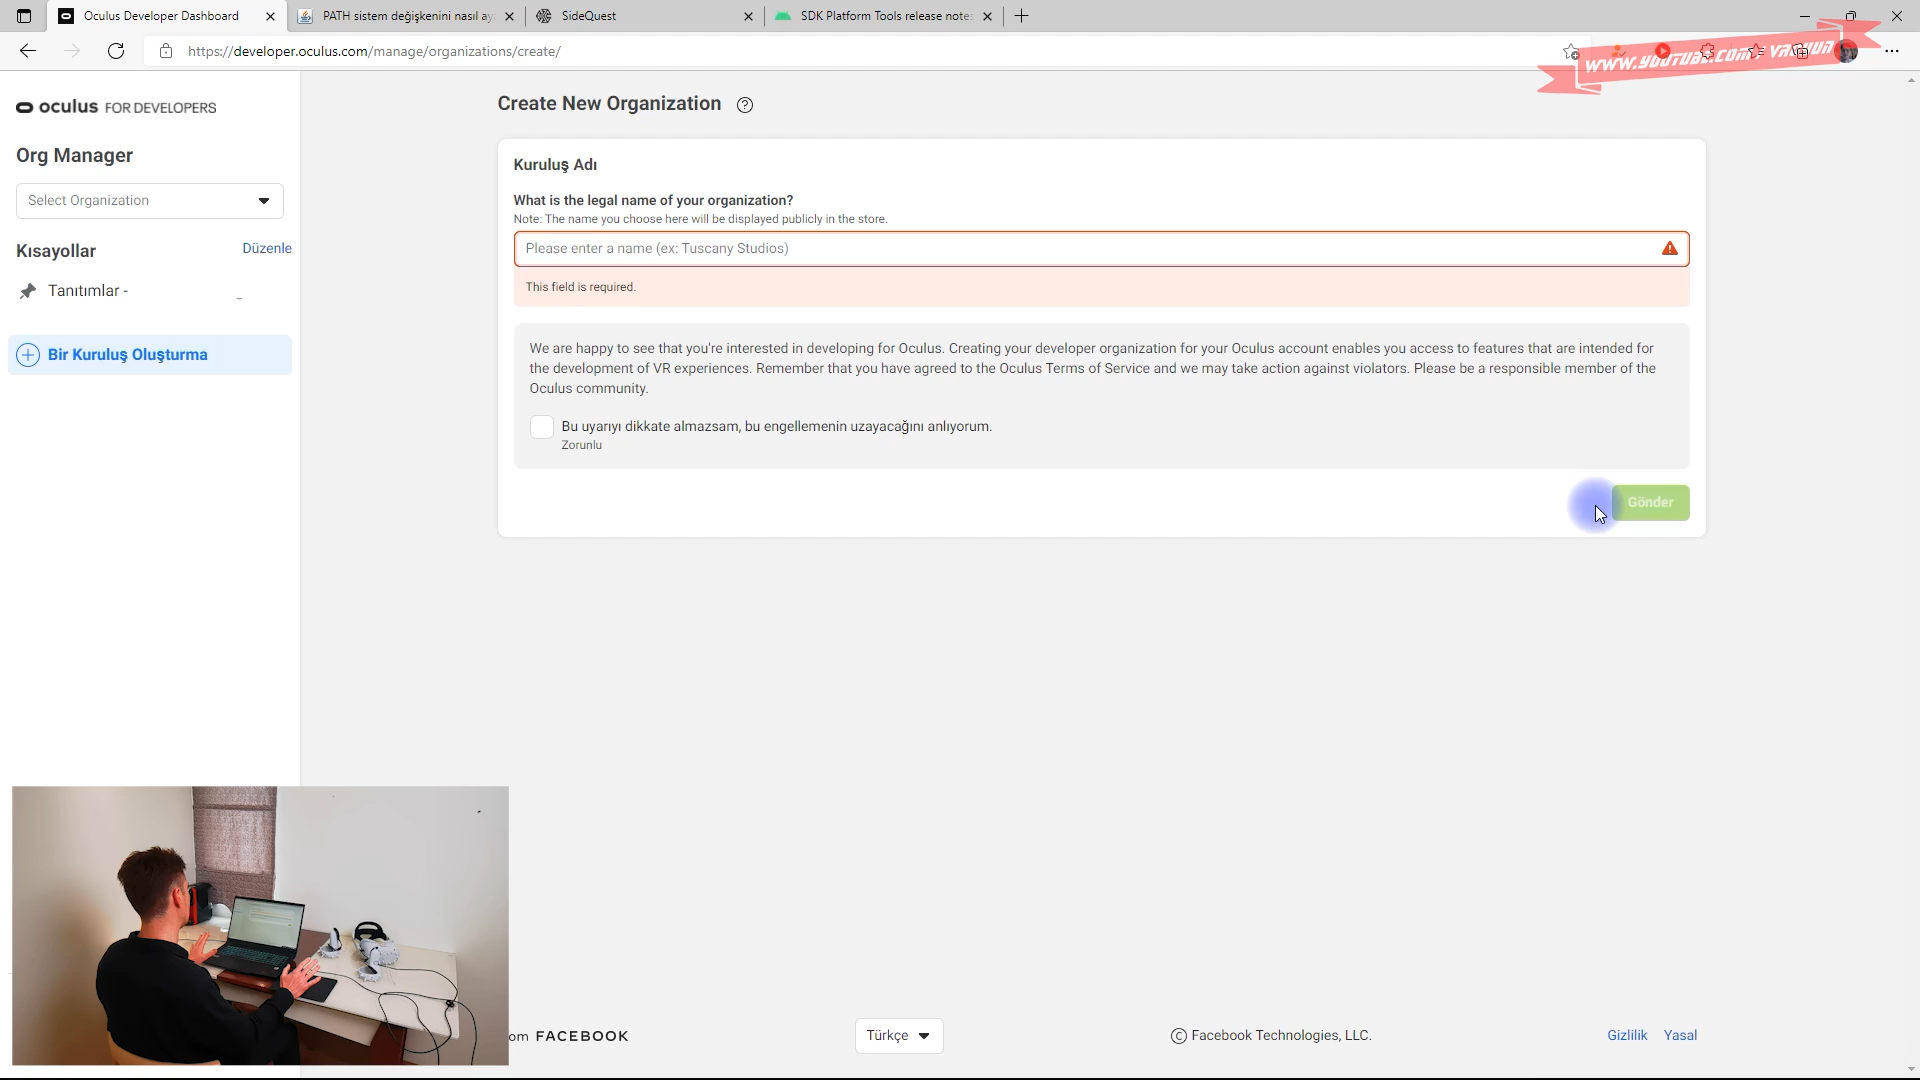 Oculus Developer Dashboard
PATH sistem değişkenini nasıl ay
SideQuest
SDK Platform Tools release note
https://developer.oculus.com/manage/organizations/create/
www.youtube.com/
oculus FOR DEVELOPERS
Org Manager
Select Organization
Kısayollar
Düzenle
Tanıtımlar -
Bir Kuruluş Oluşturma
Create New Organization
Kuruluş Adı
What is the legal name of your organization?
Note: The name you choose here will be displayed publicly in the store.
Please enter a name (ex: Tuscany Studios)
This field is required.
We are happy to see that you're interested in developing for Oculus. Creating your developer organization for your Oculus account enables you access to features that are intended for
the development of VR experiences. Remember that you have agreed to the Oculus Terms of Service and we may take action against violators. Please be a responsible member of the
Oculus community.
Bu uyarıyı dikkate almazsam, bu engellemenin uzayacağını anlıyorum.
Zorunlu
Gönder
om FACEBOOK
Türkçe
© Facebook Technologies, LLC.
Gizlilik
Yasal